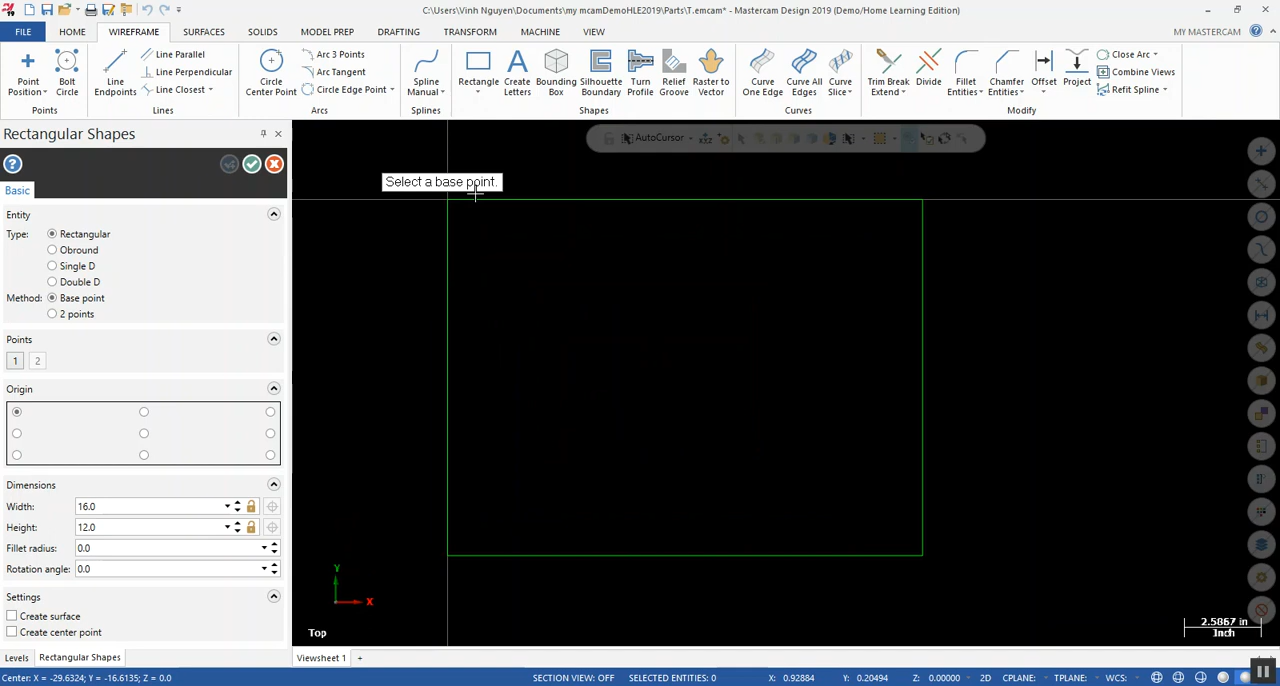 C:\Users\Vinh Nguyen\Documents\my mcamDemoHLE2019\Parts\T.emcam* - Mastercam Design 2019 (Demo/Home Learning Edition)
FILE HOME WIREFRAME SURFACES SOLIDS MODEL PREP DRAFTING TRANSFORM MACHINE VIEW MY MASTERCAM
Point Position Bolt Circle Points
Line Endpoints Line Parallel Line Perpendicular Line Closest Lines
Circle Center Point Arc 3 Points Arc Tangent Circle Edge Point Arcs
Spline Manual Splines
Rectangle Create Letters Bounding Box Silhouette Boundary Turn Profile Relief Groove Raster to Vector Shapes
Curve One Edge Curve All Edges Curve Slice Curves
Trim Break Extend Divide Fillet Entities Chamfer Entities Offset Project Close Arc Combine Views Refit Spline Modify
Rectangular Shapes
Basic
Entity
Type: Rectangular
Obround
Single D
Double D
Method: Base point
2 points
Points
1 2
Origin
Dimensions
Width: 16.0
Height: 12.0
Fillet radius: 0.0
Rotation angle: 0.0
Settings
Create surface
Create center point
Levels Rectangular Shapes
AutoCursor XYZ
Select a base point.
Y
X
Top
2.5867 in
Inch
Viewsheet 1 +
Center: X = -29.6324; Y = -16.6135; Z = 0.0 SECTION VIEW: OFF SELECTED ENTITIES: 0 X: 0.92884 Y: 0.20494 Z: 0.00000 2D CPLANE: TPLANE: WCS: